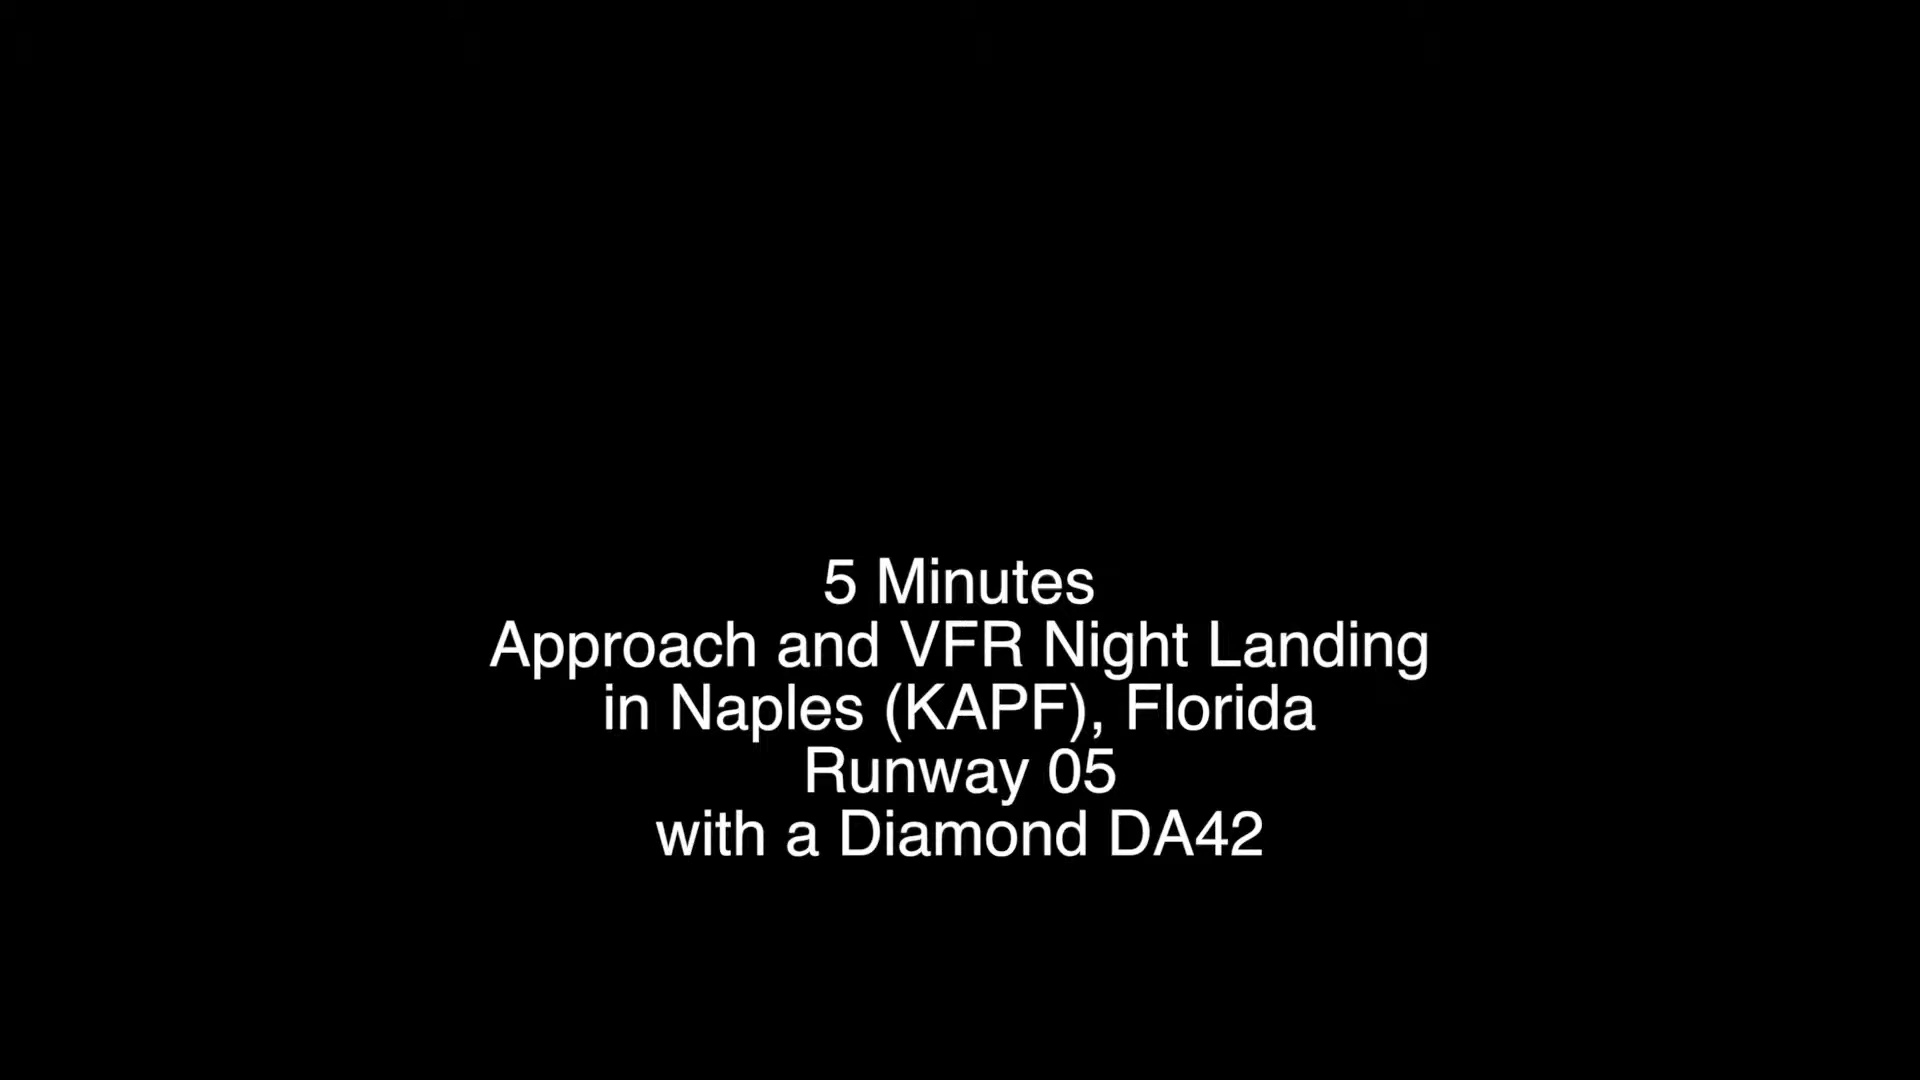 5 Minutes
Approach and VFR Night Landing
in Naples (KAPF), Florida
Runway 05
with a Diamond DA42